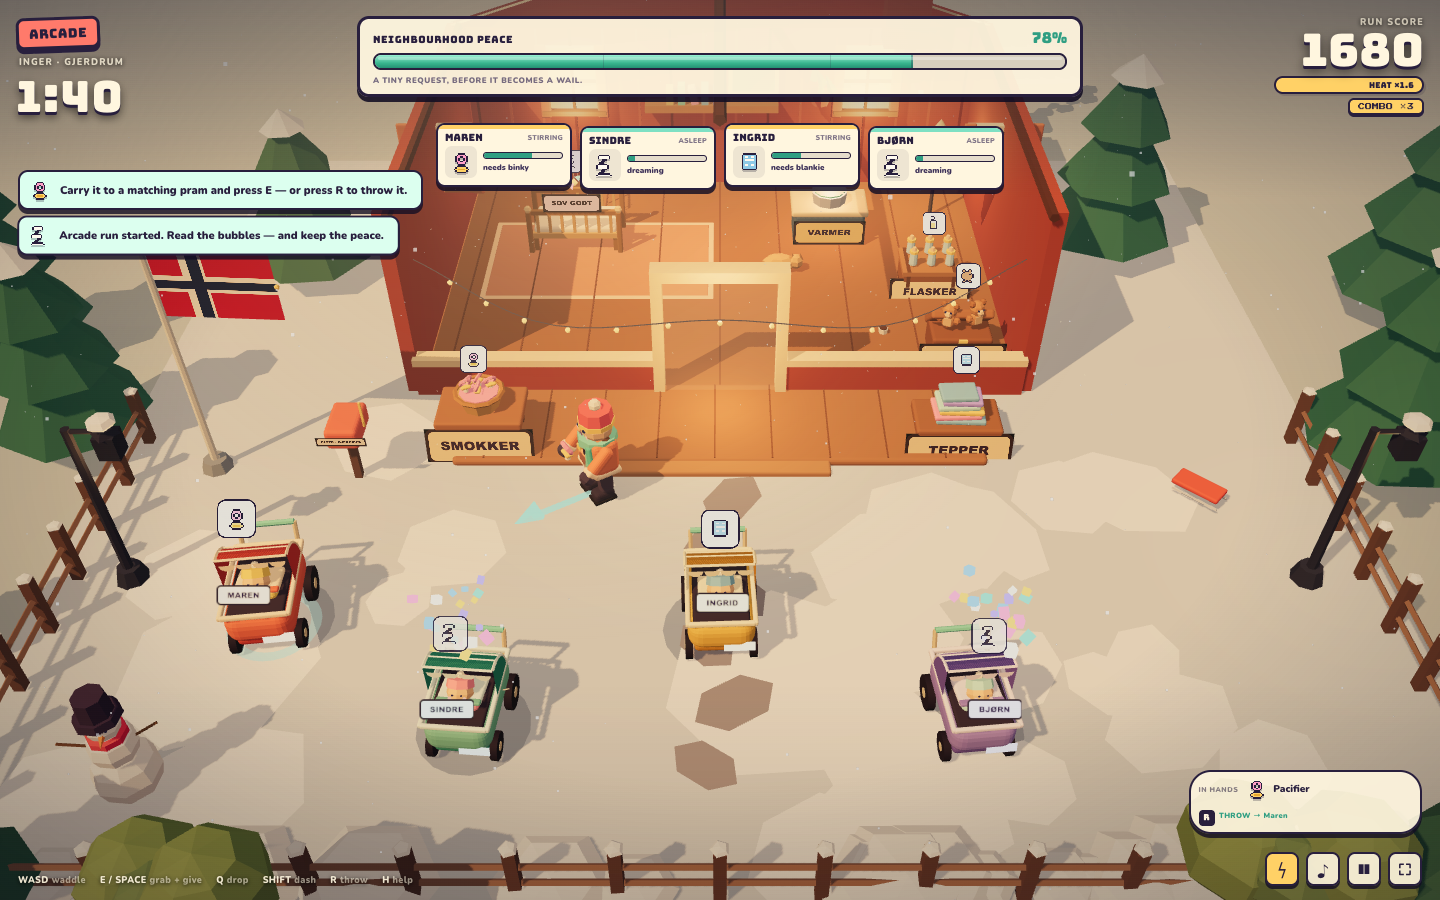 ARCADE
INGER · GJERDRUM
1:40
NEIGHBOURHOOD PEACE
78%
A TINY REQUEST, BEFORE IT BECOMES A WAIL.
RUN SCORE
1680
HEAT ×1.6
COMBO ×3
MAREN
STIRRING
needs binky
SINDRE
ASLEEP
dreaming
INGRID
STIRRING
needs blankie
BJØRN
ASLEEP
dreaming
Carry it to a matching pram and press E — or press R to throw it.
Arcade run started. Read the bubbles — and keep the peace.
SOV GODT
VARMER
FLASKER
SMOKKER
TEPPER
MAREN
INGRID
SINDRE
BJØRN
IN HANDS
Pacifier
R THROW → Maren
WASD waddle E / SPACE grab + give Q drop SHIFT dash R throw H help